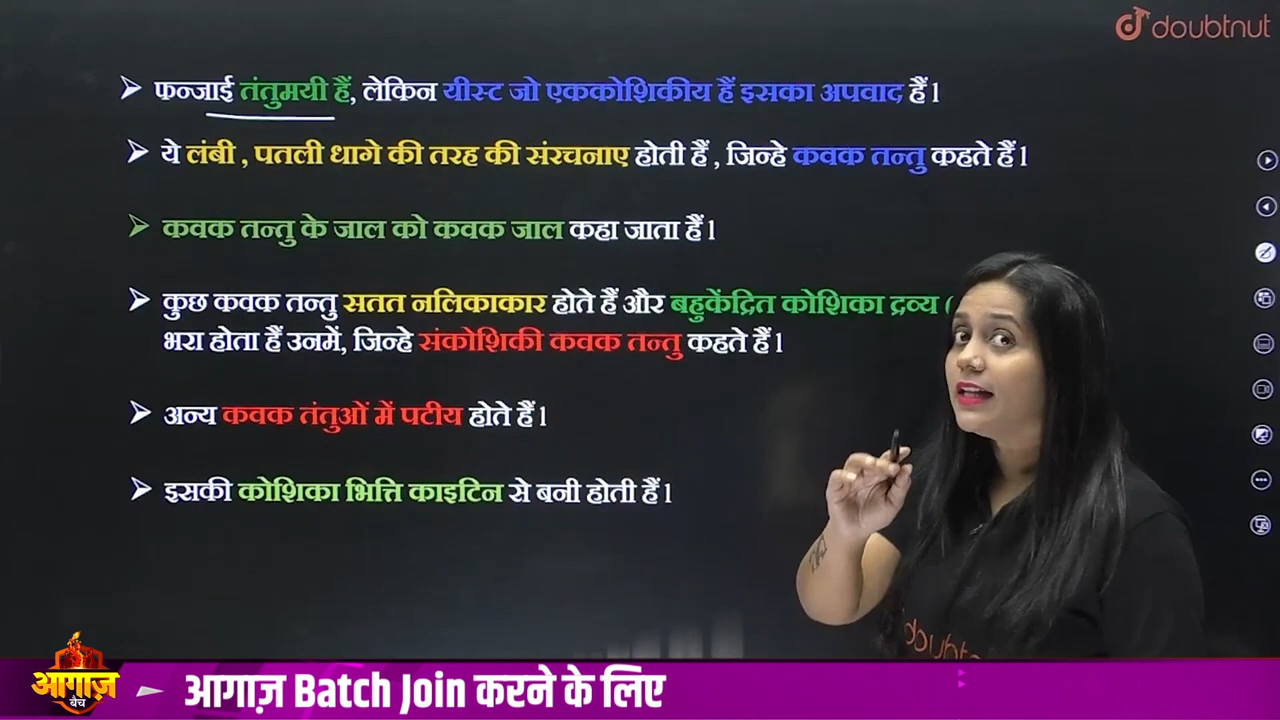 doubtnut
फन्जाई तंतुमयी हैं, लेकिन यीस्ट जो एककोशिकीय हैं इसका अपवाद हैं।
ये लंबी , पतली धागे की तरह की संरचनाए होती हैं , जिन्हे कवक तन्तु कहते हैं।
कवक तन्तु के जाल को कवक जाल कहा जाता हैं।
कुछ कवक तन्तु सतत नलिकाकार होते हैं और बहुकेंद्रित कोशिका द्रव्य (
भरा होता हैं उनमें, जिन्हे संकोशिकी कवक तन्तु कहते हैं।
अन्य कवक तंतुओं में पटीय होते हैं।
इसकी कोशिका भित्ति काइटिन से बनी होती हैं।
आगाज़ बैच
आगाज़ Batch Join करने के लिए